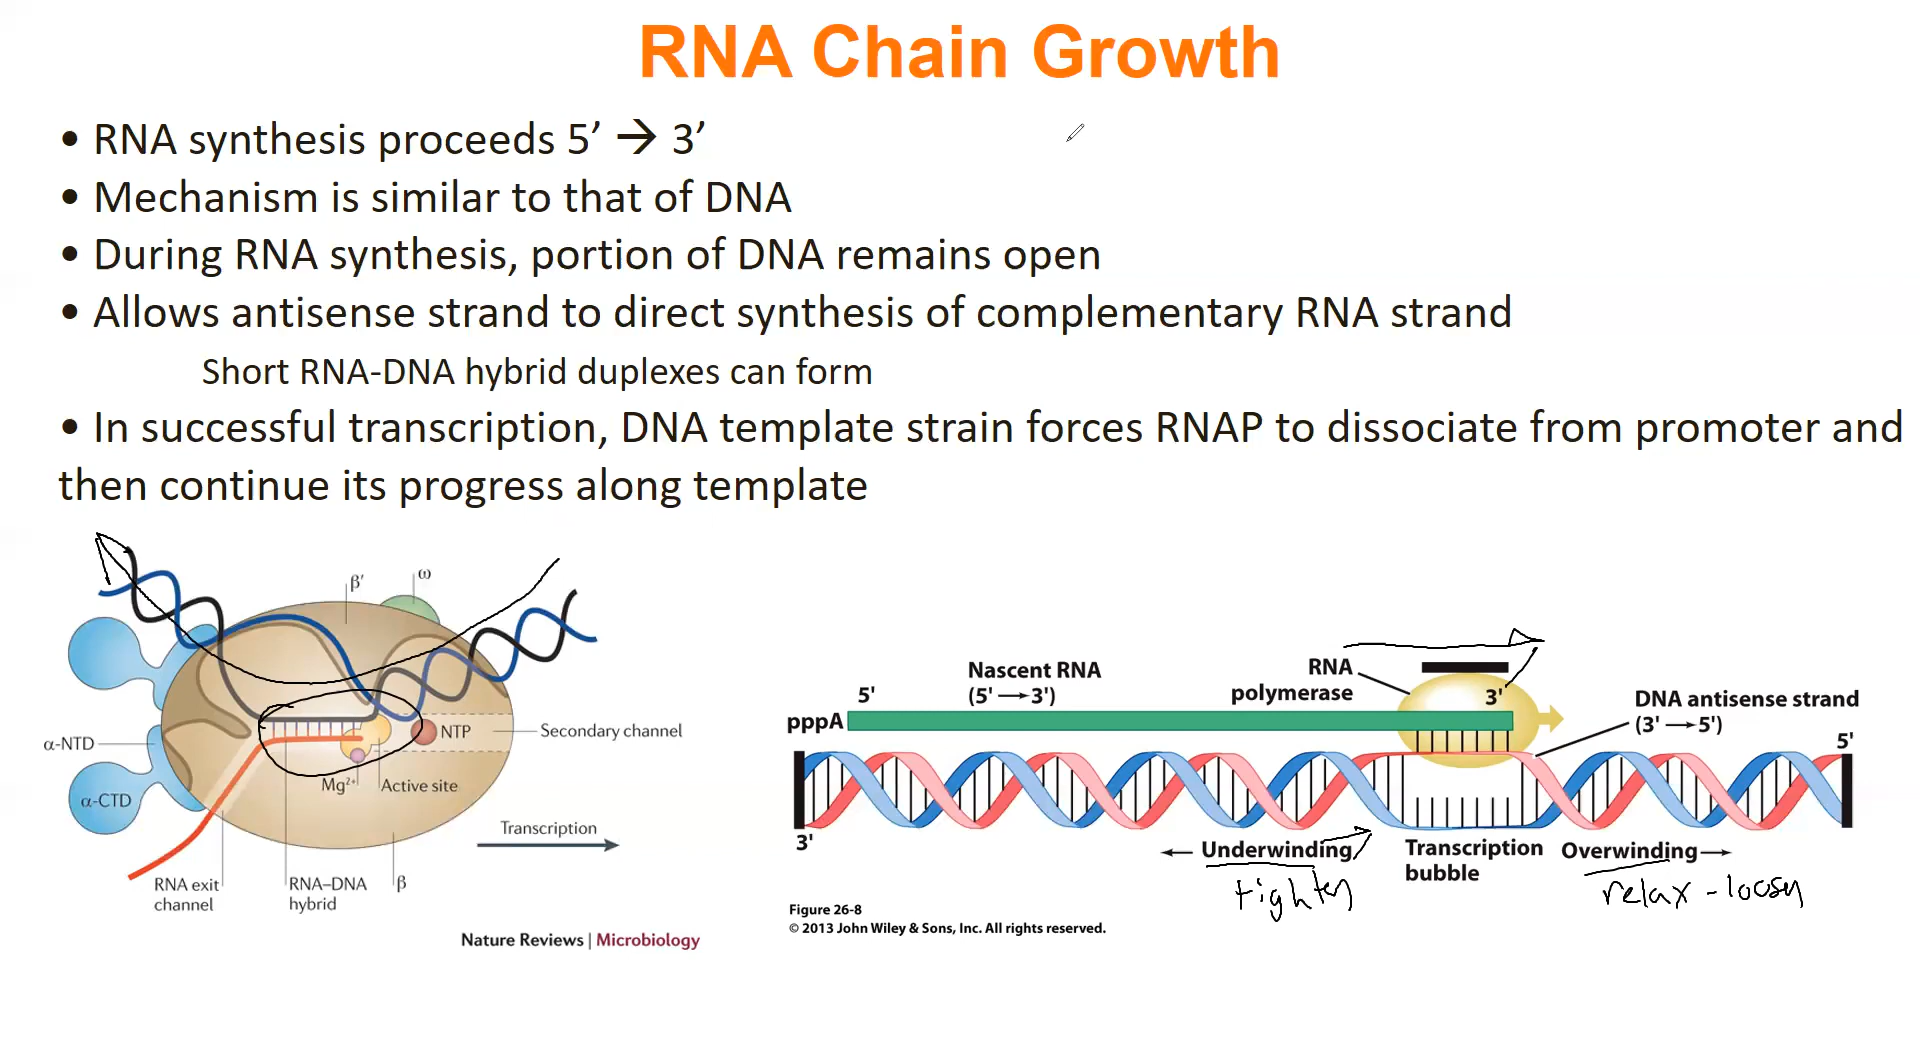 RNA Chain Growth
• RNA synthesis proceeds 5’ → 3’
• Mechanism is similar to that of DNA
• During RNA synthesis, portion of DNA remains open
• Allows antisense strand to direct synthesis of complementary RNA strand
Short RNA-DNA hybrid duplexes can form
• In successful transcription, DNA template strain forces RNAP to dissociate from promoter and
then continue its progress along template
β′
ω
α-NTD
α-CTD
NTP
Secondary channel
Mg²⁺
Active site
Transcription
RNA exit
channel
RNA–DNA
hybrid
β
Nature Reviews | Microbiology
Nascent RNA
(5' → 3')
RNA
polymerase
5'
3'
pppA
DNA antisense strand
(3' → 5')
5'
3'
← Underwinding
Transcription
bubble
Overwinding →
tighten
relax - loosen
Figure 26-8
© 2013 John Wiley & Sons, Inc. All rights reserved.